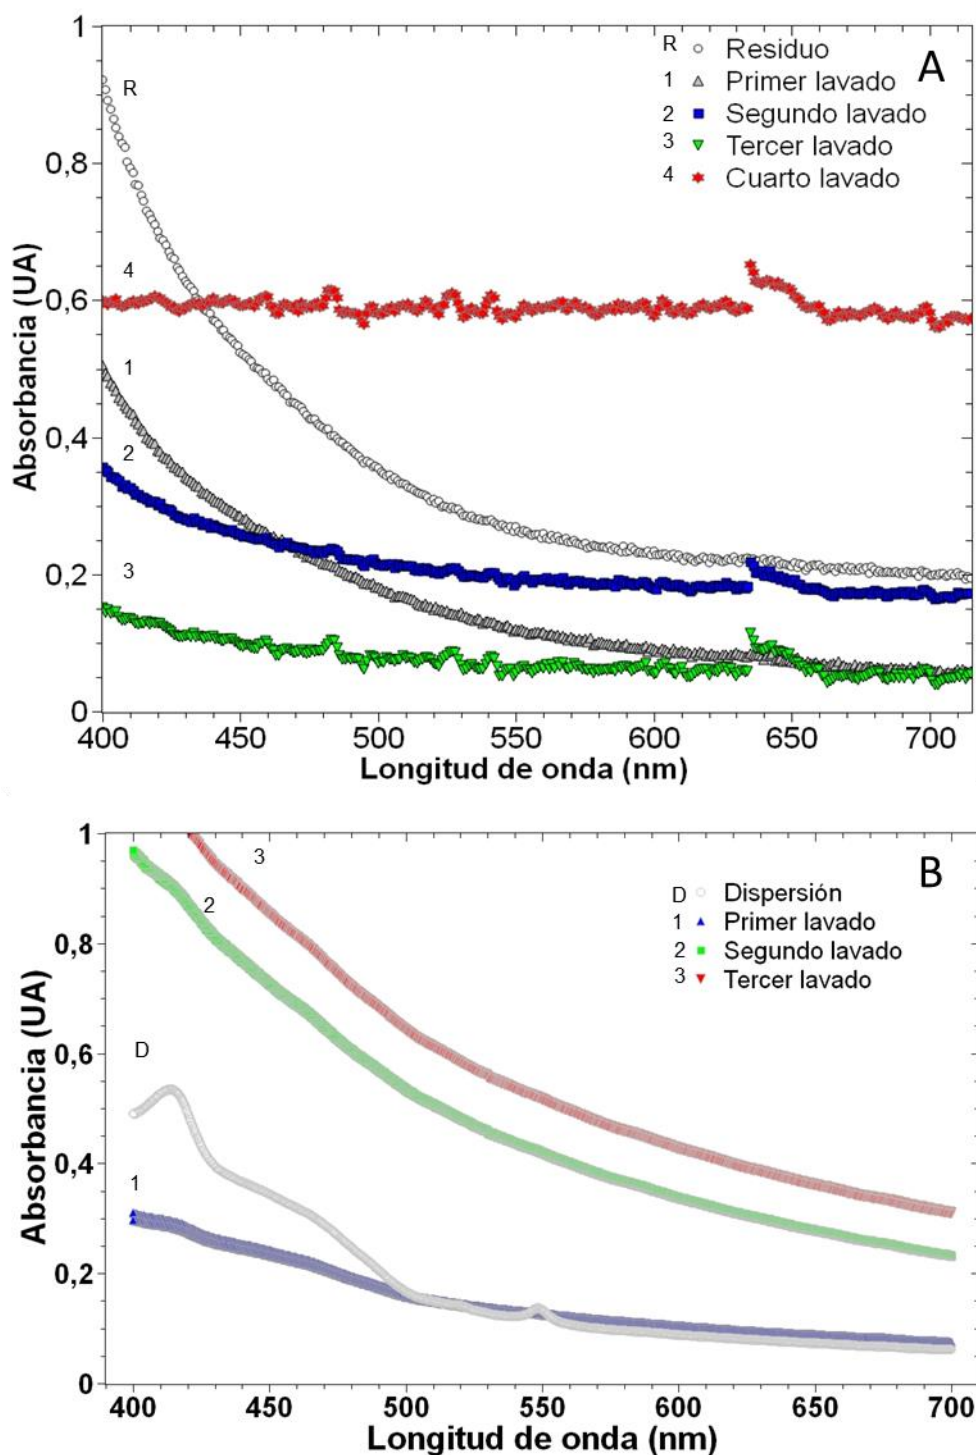 1
A
R Residuo
1 Primer lavado
2 Segundo lavado
3 Tercer lavado
4 Cuarto lavado
R
0,8
4
0,6
1
0,4
2
3
0,2
0
Absorbancia (UA)
400 450 500 550 600 650 700
Longitud de onda (nm)
1
B
3
D Dispersión
1 Primer lavado
2 Segundo lavado
3 Tercer lavado
2
0,8
0,6
D
0,4
1
0,2
0
Absorbancia (UA)
400 450 500 550 600 650 700
Longitud de onda (nm)